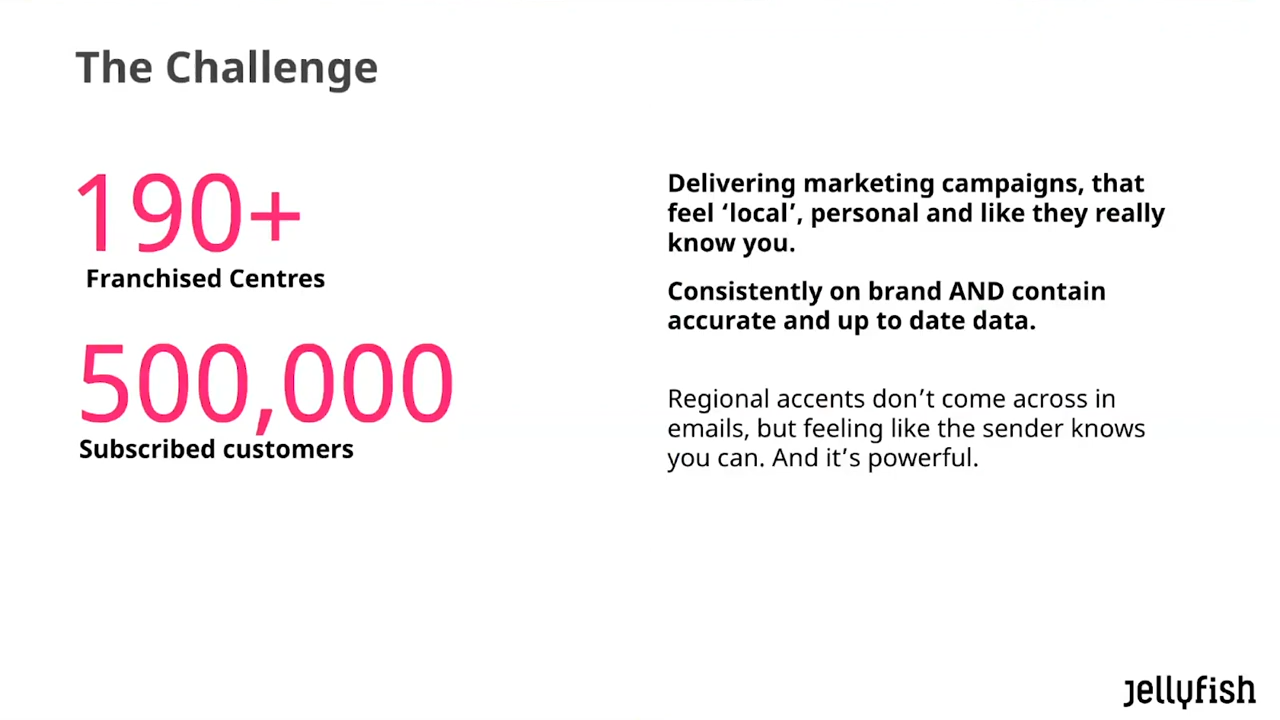 The Challenge
190+
Franchised Centres
500,000
Subscribed customers
Delivering marketing campaigns, that
feel ‘local’, personal and like they really
know you.
Consistently on brand AND contain
accurate and up to date data.
Regional accents don’t come across in
emails, but feeling like the sender knows
you can. And it’s powerful.
jellyfish